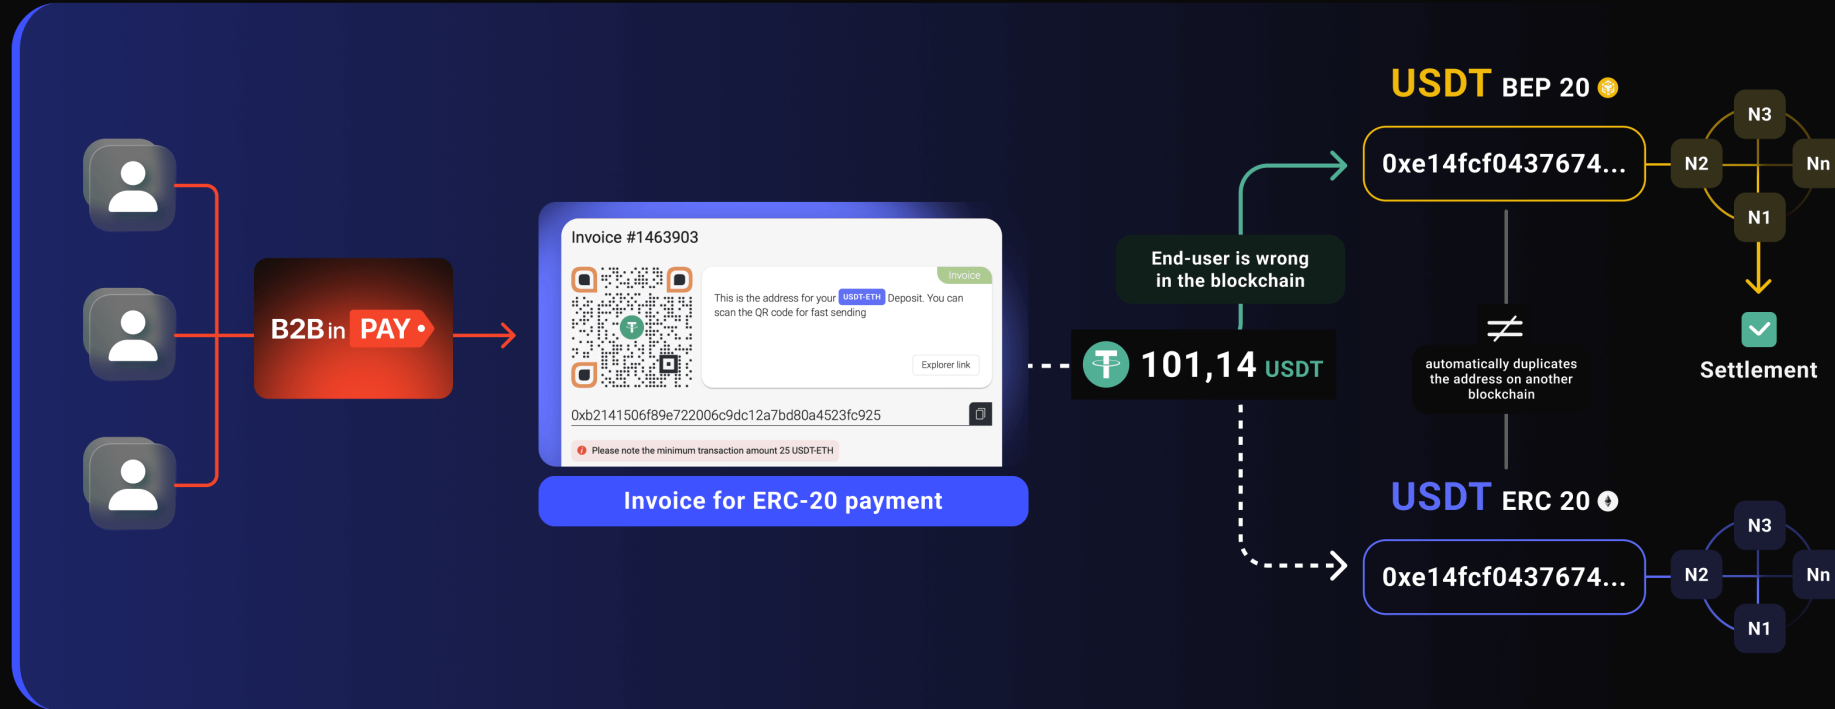 B2Bin PAY
Invoice #1463903
Invoice
This is the address for your USDT-ETH Deposit. You can
scan the QR code for fast sending
Explorer link
0xb2141506f89e722006c9dc12a7bd80a4523fc925
Please note the minimum transaction amount 25 USDT-ETH
Invoice for ERC-20 payment
End-user is wrong
in the blockchain
101,14 USDT
USDT BEP 20
0xe14fcf0437674...
N3
N2
Nn
N1
Settlement
≠
automatically duplicates
the address on another
blockchain
USDT ERC 20
0xe14fcf0437674...
N3
N2
Nn
N1